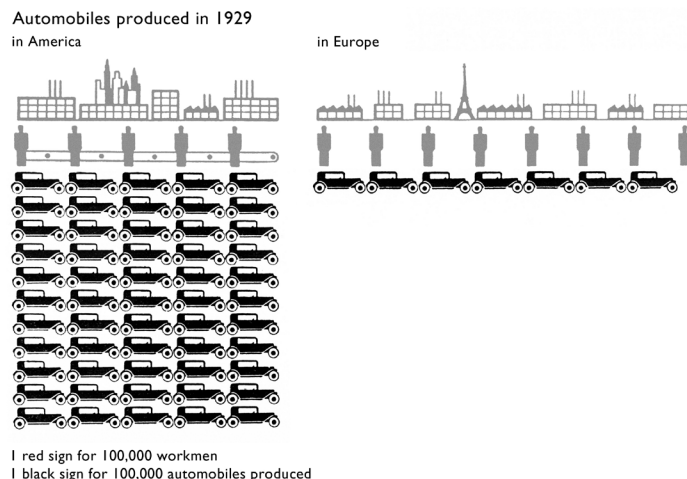 Automobiles produced in 1929
in America
in Europe
1 red sign for 100,000 workmen
1 black sign for 100,000 automobiles produced